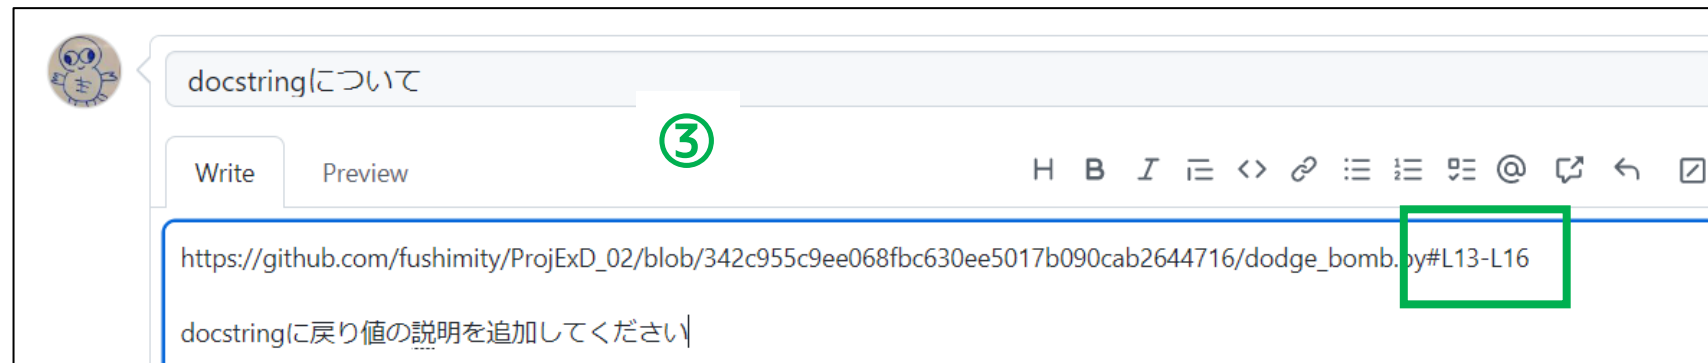 docstringについて
③
Write Preview
https://github.com/fushimity/ProjExD_02/blob/342c955c9ee068fbc630ee5017b090cab2644716/dodge_bomb.py#L13-L16
docstringに戻り値の説明を追加してください